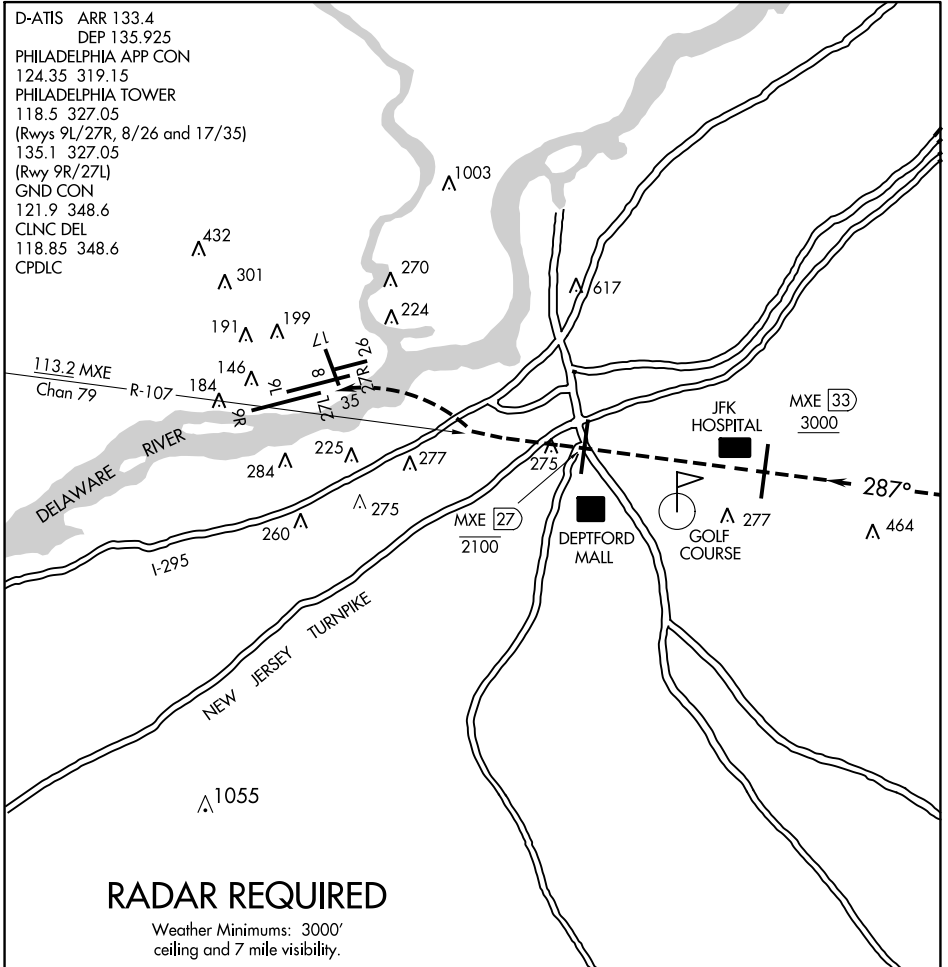 D-ATIS ARR 133.4
DEP 135.925
PHILADELPHIA APP CON
124.35 319.15
PHILADELPHIA TOWER
118.5 327.05
(Rwys 9L/27R, 8/26 and 17/35)
135.1 327.05
(Rwy 9R/27L)
GND CON
121.9 348.6
CLNC DEL
118.85 348.6
CPDLC
1003
432
301
270
617
224
191
199
17
26
113.2 MXE
Chan 79
R-107
146
184
9L
8
27R
9R
27L
35
JFK
HOSPITAL
MXE 33
3000
DELAWARE RIVER
284
225
277
275
287°
275
260
MXE 27
2100
DEPTFORD
MALL
GOLF
COURSE
277
464
I-295
NEW JERSEY TURNPIKE
1055
RADAR REQUIRED
Weather Minimums: 3000'
ceiling and 7 mile visibility.